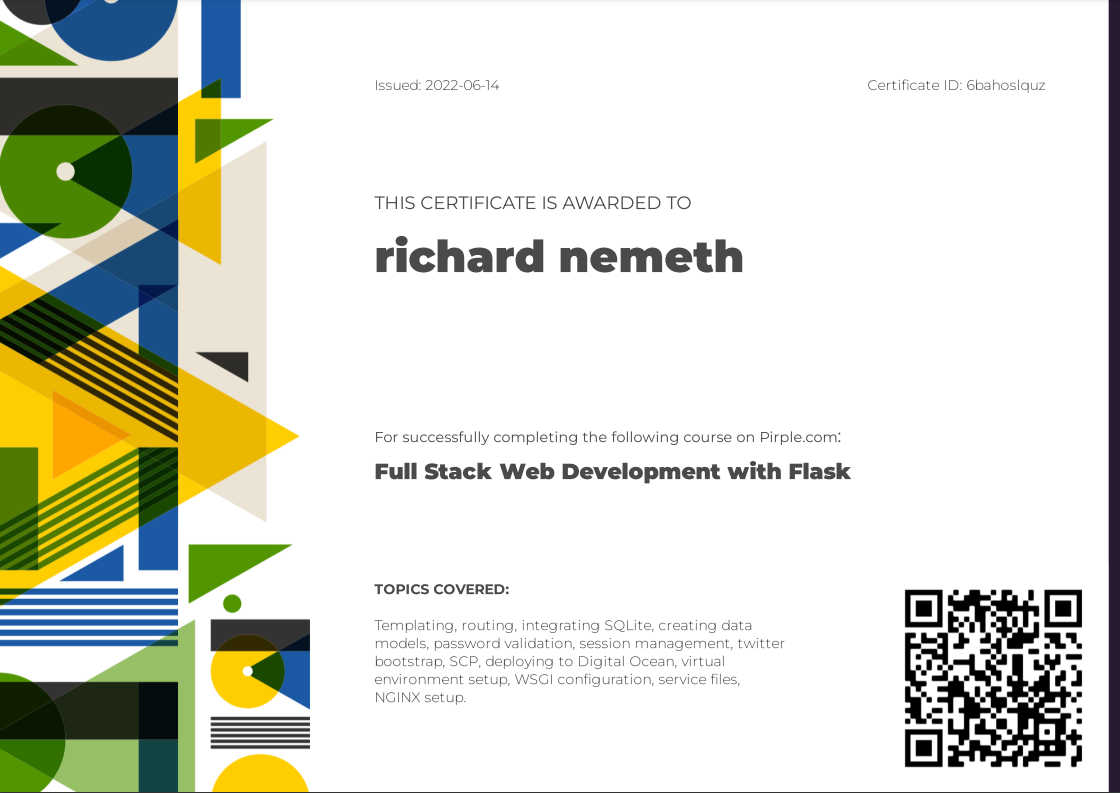 Issued: 2022-06-14
Certificate ID: 6bahoslquz
THIS CERTIFICATE IS AWARDED TO
richard nemeth
For successfully completing the following course on Pirple.com:
Full Stack Web Development with Flask
TOPICS COVERED:
Templating, routing, integrating SQLite, creating data
models, password validation, session management, twitter
bootstrap, SCP, deploying to Digital Ocean, virtual
environment setup, WSGI configuration, service files,
NGINX setup.